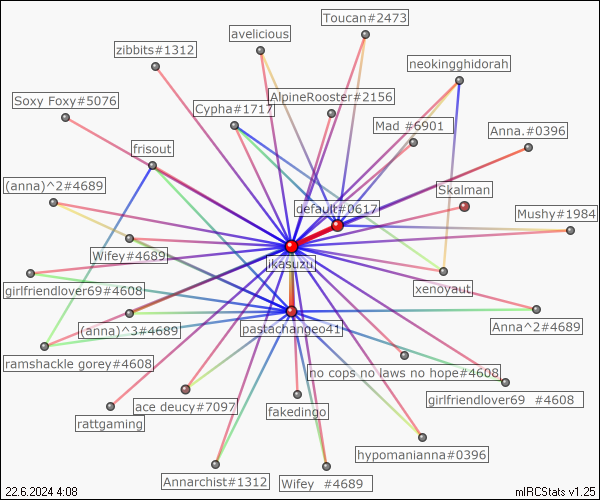 Toucan#2473
avelicious
zibbits#1312
neokingghidorah
Soxy Foxy#5076
AlpineRooster#2156
Cypha#1717
Mad #6901
Anna.#0396
frisout
(anna)^2#4689
Skalman
default#0617
Mushy#1984
Wifey#4689
ikasuzu
xenoyaut
girlfriendlover69#4608
(anna)^3#4689
pastachangeo41
Anna^2#4689
ramshackle gorey#4608
no cops no laws no hope#4608
girlfriendlover69 #4608
ace deucy#7097
fakedingo
rattgaming
hypomanianna#0396
Annarchist#1312
Wifey #4689
22.6.2024 4:08
mIRCStats v1.25